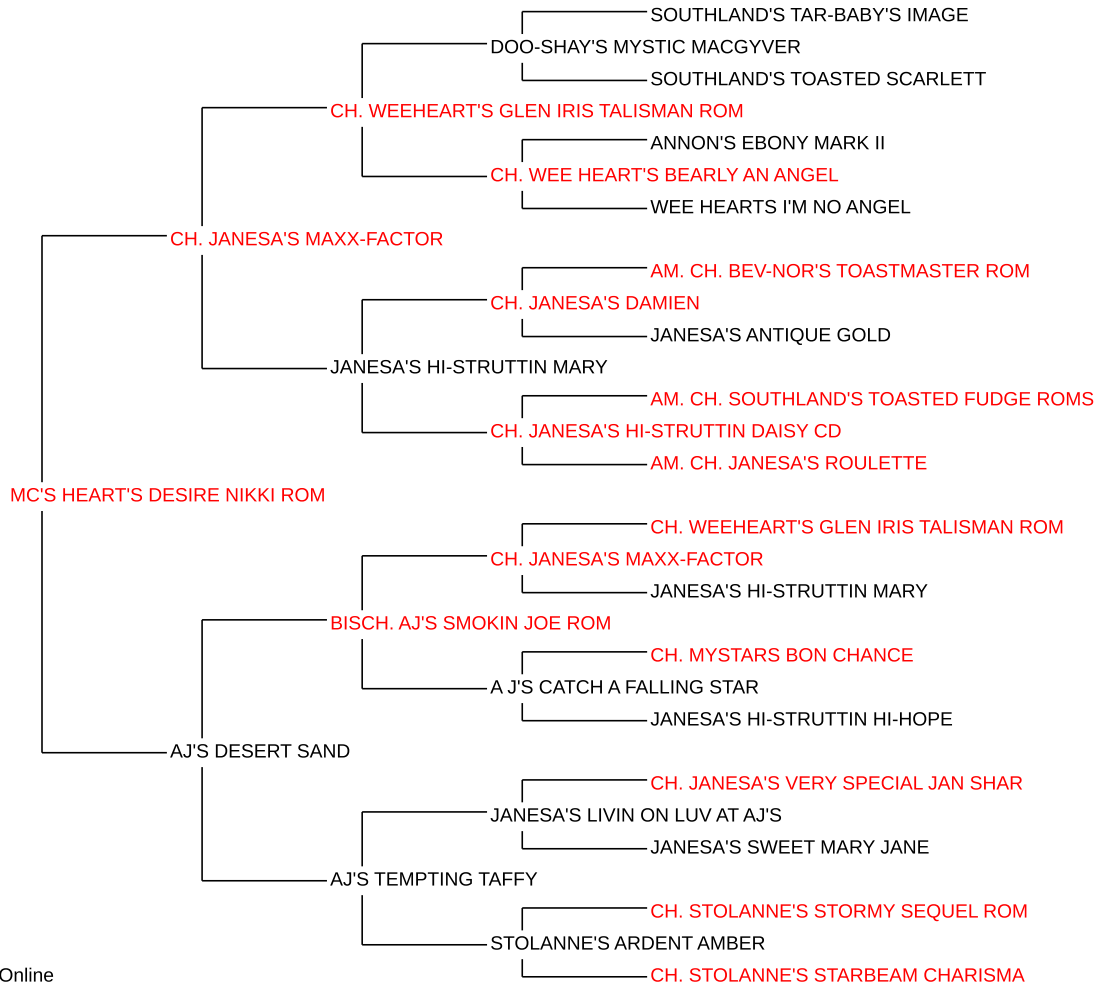 SOUTHLAND'S TAR-BABY'S IMAGE
DOO-SHAY'S MYSTIC MACGYVER
SOUTHLAND'S TOASTED SCARLETT
CH. WEEHEART'S GLEN IRIS TALISMAN ROM
ANNON'S EBONY MARK II
CH. WEE HEART'S BEARLY AN ANGEL
WEE HEARTS I'M NO ANGEL
CH. JANESA'S MAXX-FACTOR
AM. CH. BEV-NOR'S TOASTMASTER ROM
CH. JANESA'S DAMIEN
JANESA'S ANTIQUE GOLD
JANESA'S HI-STRUTTIN MARY
AM. CH. SOUTHLAND'S TOASTED FUDGE ROMS
CH. JANESA'S HI-STRUTTIN DAISY CD
AM. CH. JANESA'S ROULETTE
MC'S HEART'S DESIRE NIKKI ROM
CH. WEEHEART'S GLEN IRIS TALISMAN ROM
CH. JANESA'S MAXX-FACTOR
JANESA'S HI-STRUTTIN MARY
BISCH. AJ'S SMOKIN JOE ROM
CH. MYSTARS BON CHANCE
A J'S CATCH A FALLING STAR
JANESA'S HI-STRUTTIN HI-HOPE
AJ'S DESERT SAND
CH. JANESA'S VERY SPECIAL JAN SHAR
JANESA'S LIVIN ON LUV AT AJ'S
JANESA'S SWEET MARY JANE
AJ'S TEMPTING TAFFY
CH. STOLANNE'S STORMY SEQUEL ROM
STOLANNE'S ARDENT AMBER
CH. STOLANNE'S STARBEAM CHARISMA
Online